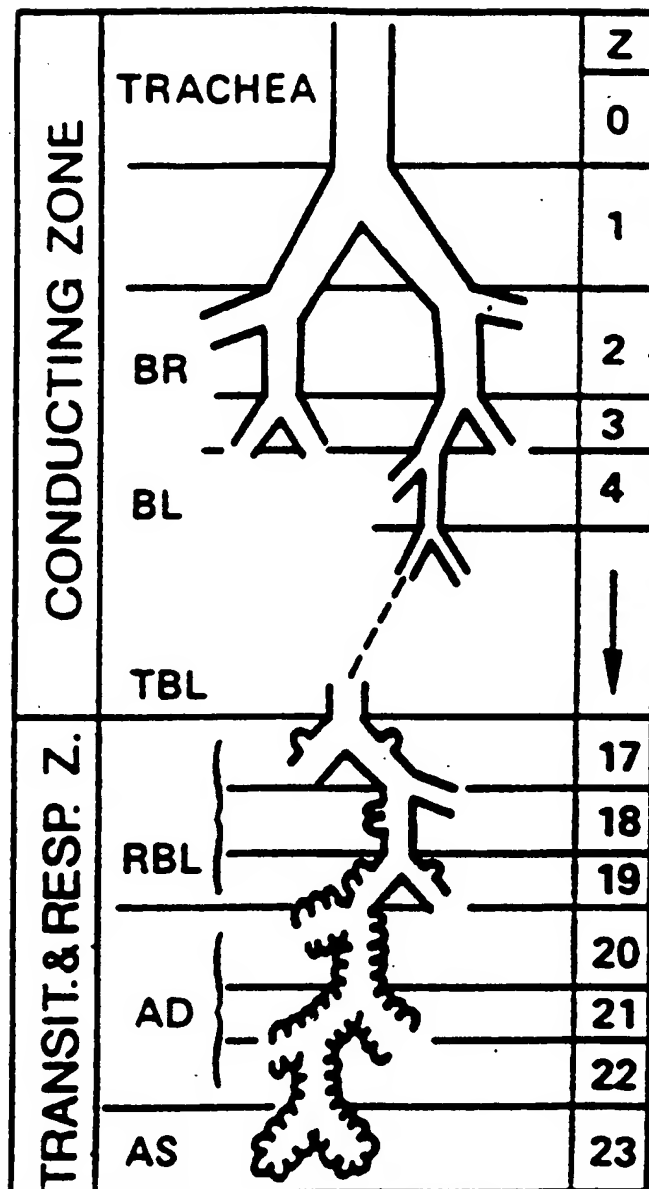 Z
TRACHEA
0
CONDUCTING ZONE
1
BR
2
3
BL
4
TBL
TRANSIT.& RESP. Z.
17
18
RBL
19
20
AD
21
22
AS
23